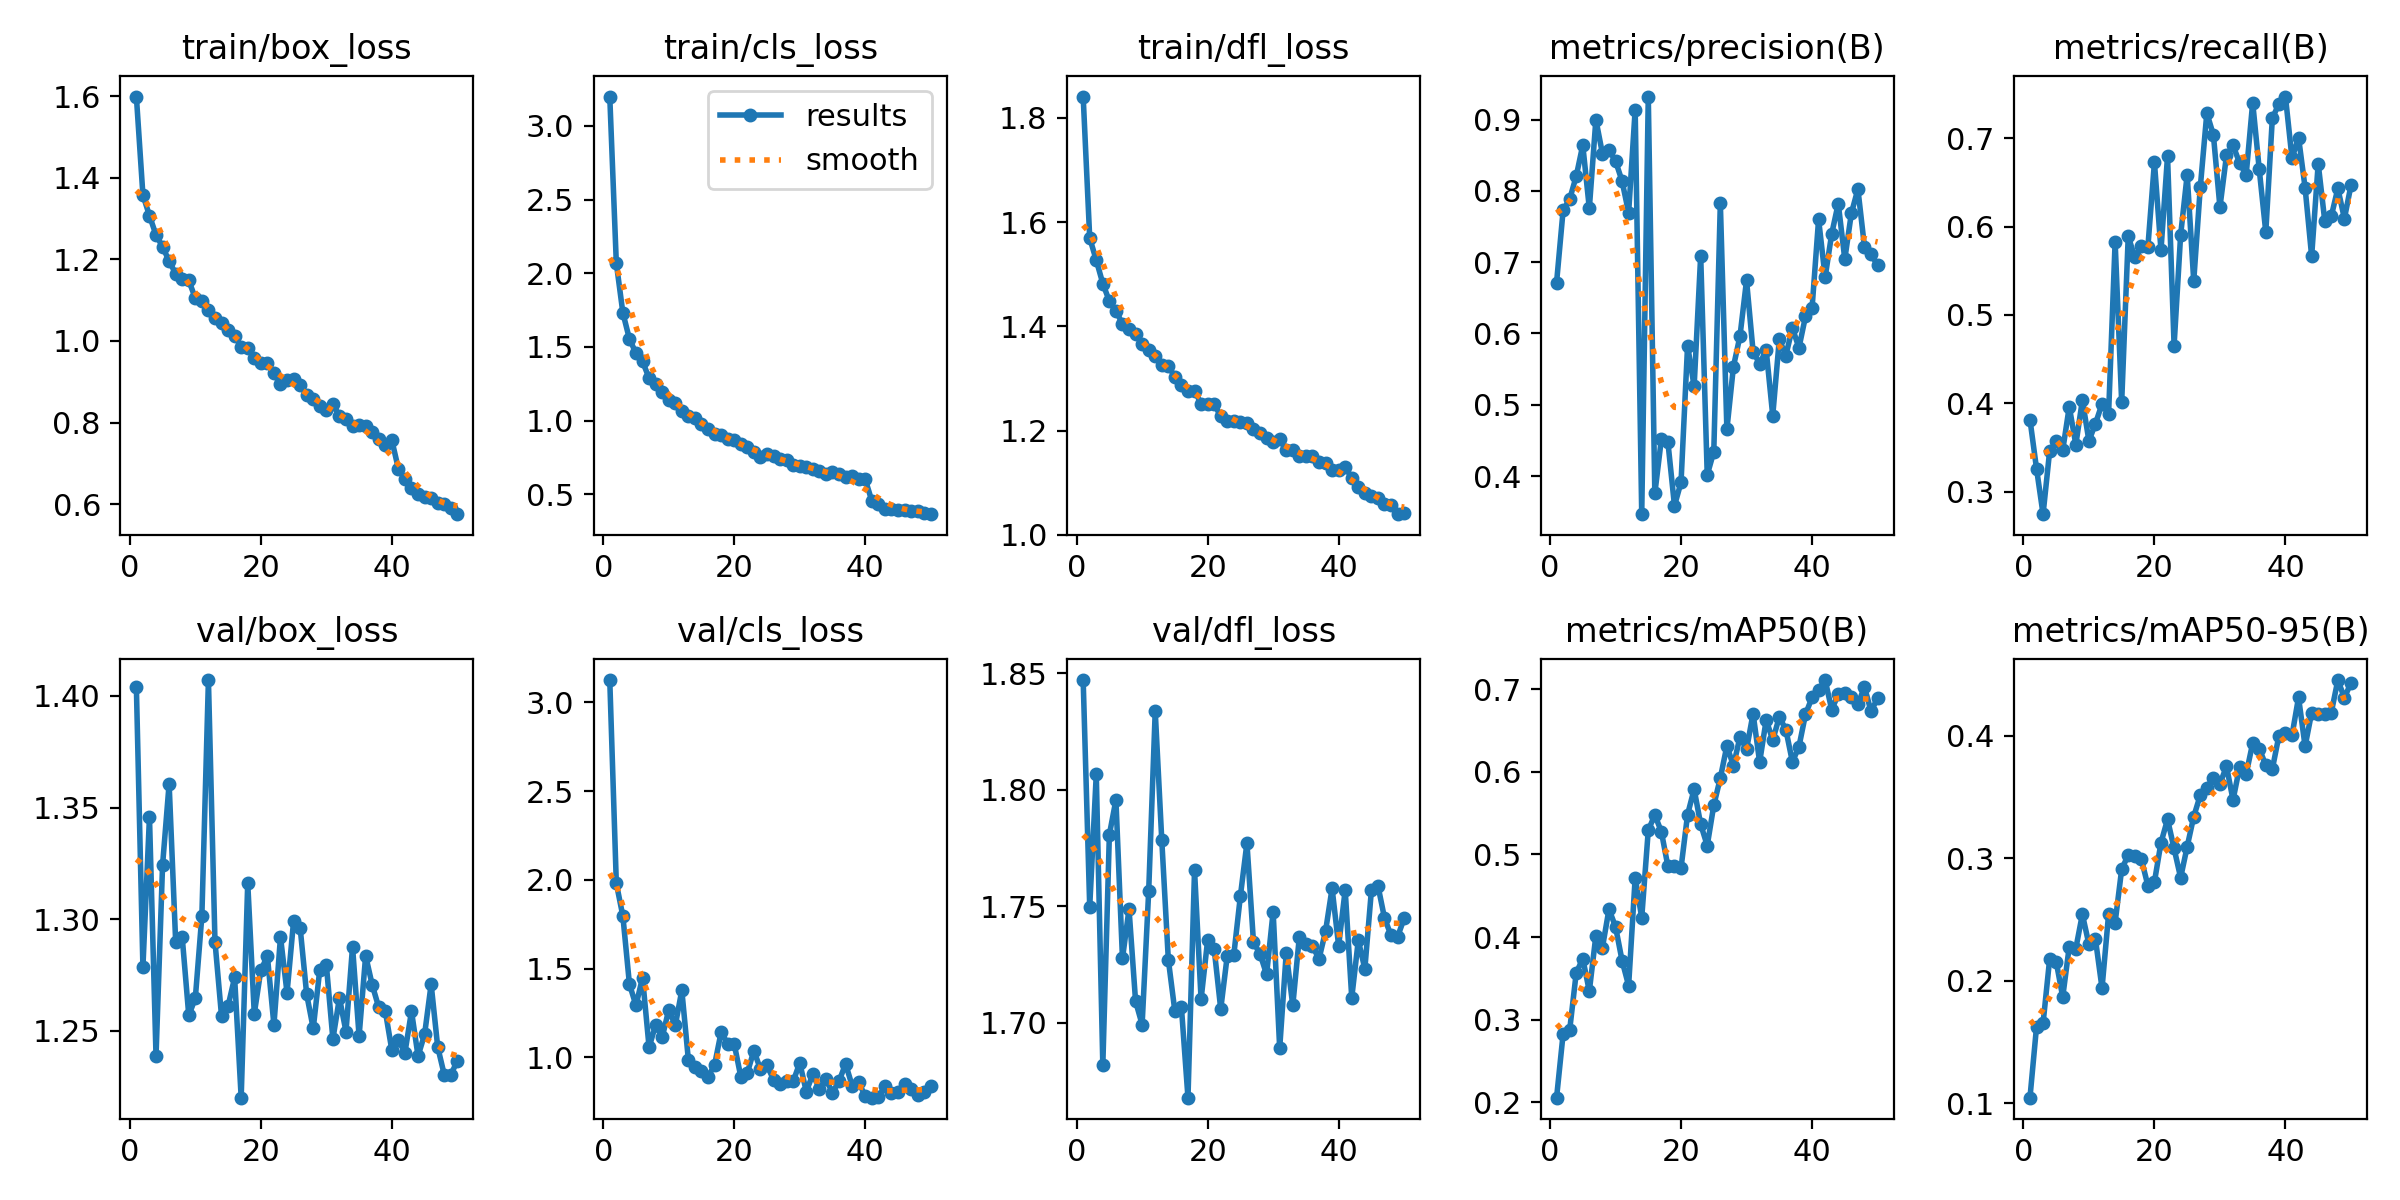 train/box_loss
train/cls_loss
train/dfl_loss
metrics/precision(B)
metrics/recall(B)
1.6
1.4
1.2
1.0
0.8
0.6
0 20 40
results
smooth
3.0
2.5
2.0
1.5
1.0
0.5
0 20 40
1.8
1.6
1.4
1.2
1.0
0 20 40
0.9
0.8
0.7
0.6
0.5
0.4
0 20 40
0.7
0.6
0.5
0.4
0.3
0 20 40
val/box_loss
val/cls_loss
val/dfl_loss
metrics/mAP50(B)
metrics/mAP50-95(B)
1.40
1.35
1.30
1.25
0 20 40
3.0
2.5
2.0
1.5
1.0
0 20 40
1.85
1.80
1.75
1.70
0 20 40
0.7
0.6
0.5
0.4
0.3
0.2
0 20 40
0.4
0.3
0.2
0.1
0 20 40